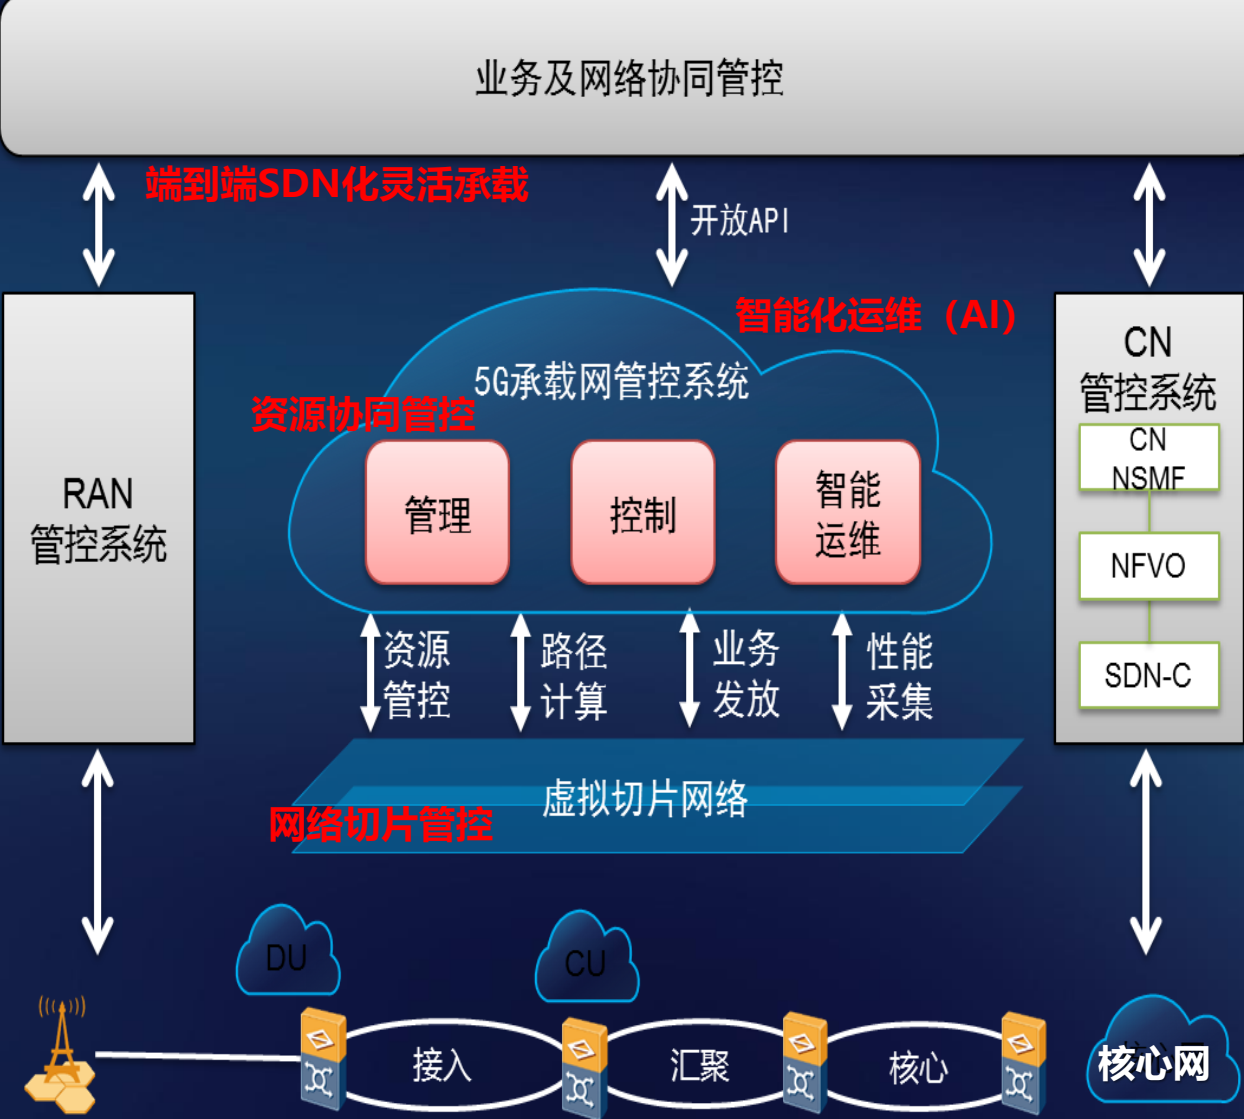 业务及网络协同管控
端到端SDN化灵活承载
开放API
智能化运维（AI）
5G承载网管控系统
资源协同管控
管理
控制
智能
运维
RAN
管控系统
CN
管控系统
CN
NSMF
NFVO
SDN-C
资源
管控
路径
计算
业务
发放
性能
采集
虚拟切片网络
网络切片管控
DU
CU
接入
汇聚
核心
核心网